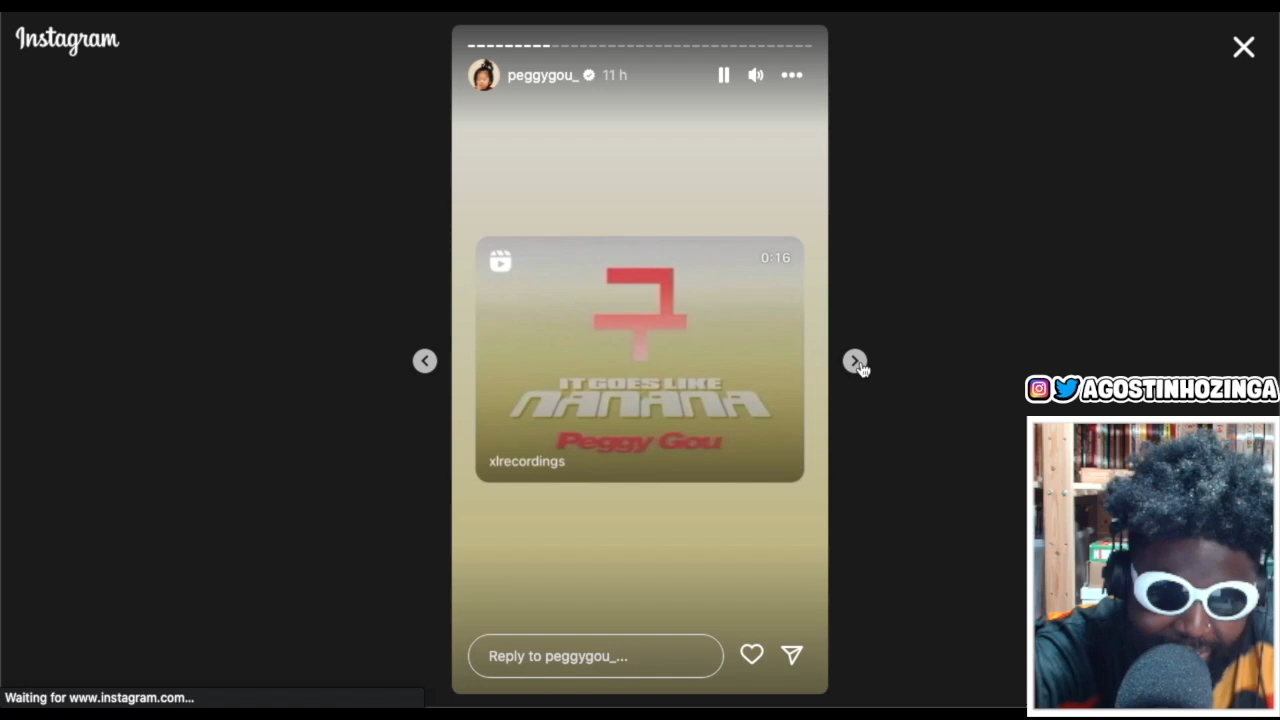 Instagram
peggygou_ 11 h
0:16
구
IT GOES LIKE
NANANA
Peggy Gou
xlrecordings
AGOSTINHOZINGA
Reply to peggygou_...
Waiting for www.instagram.com...